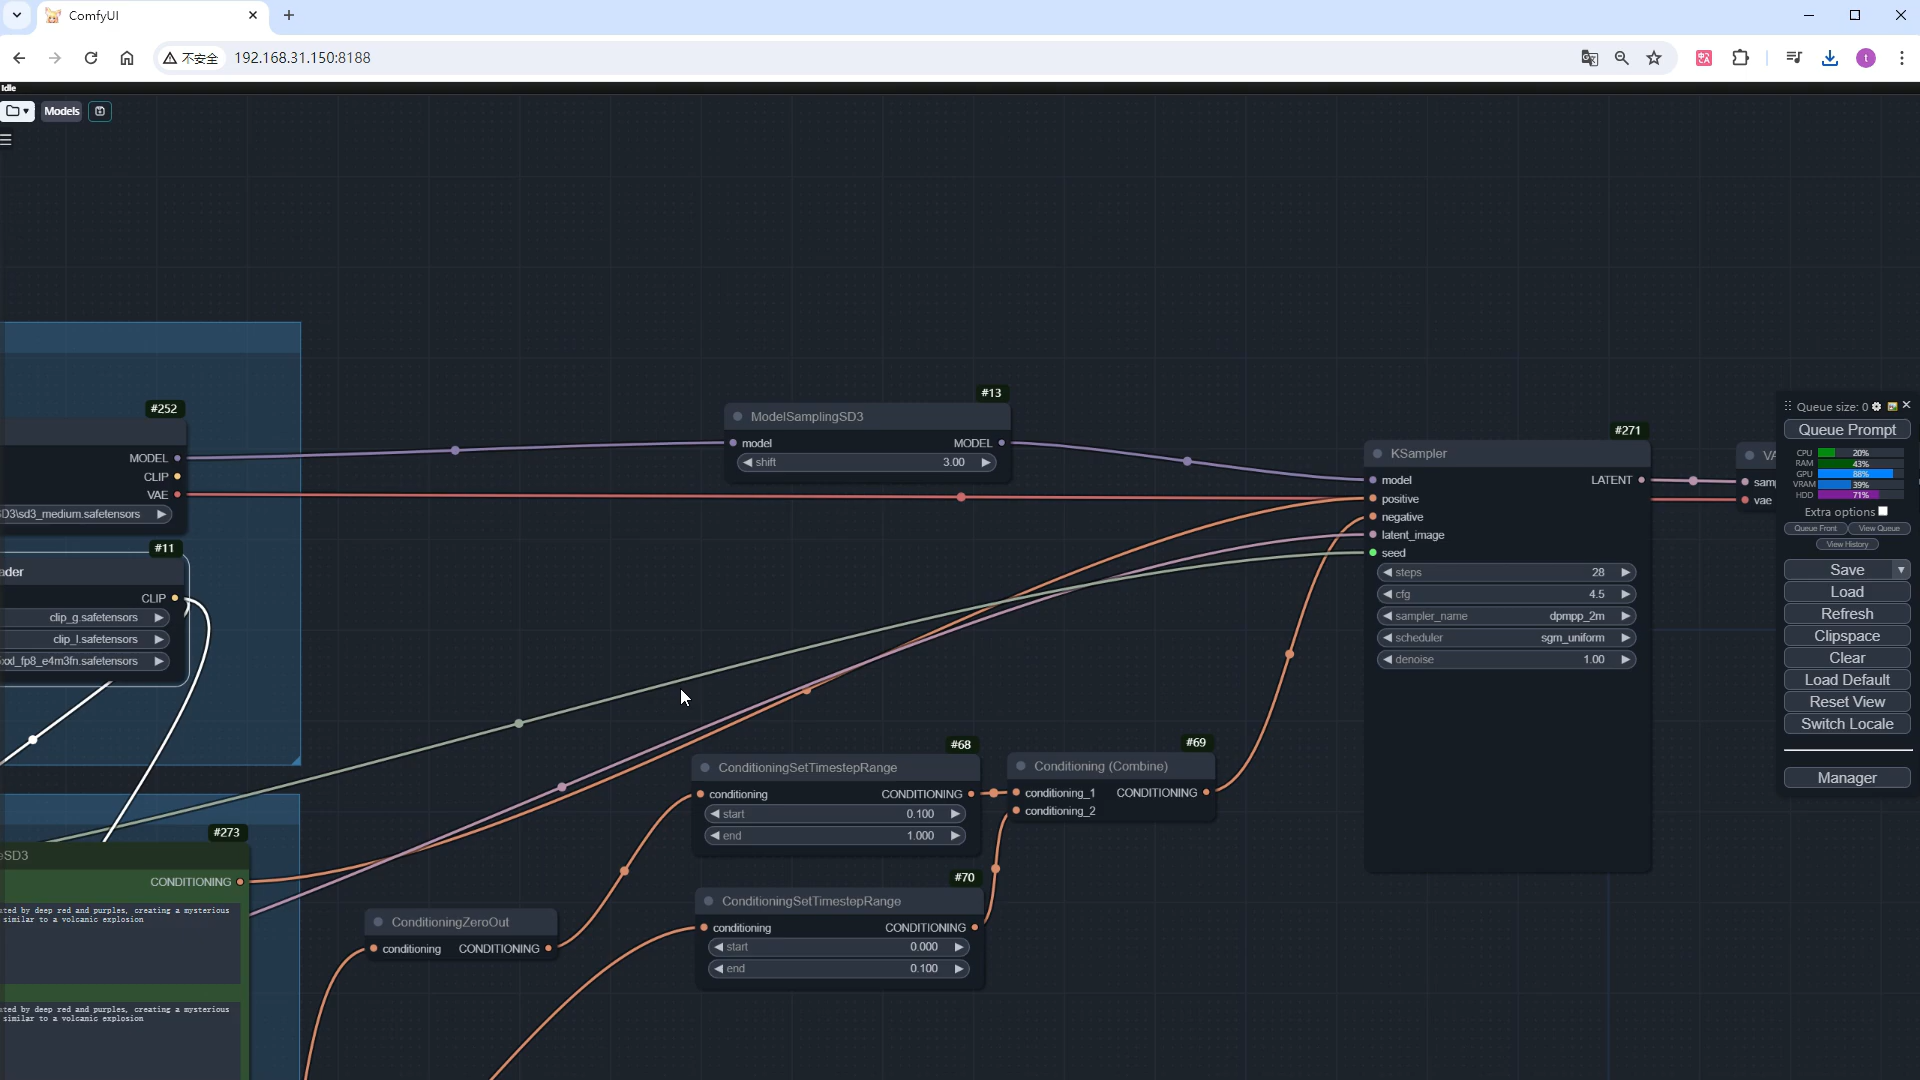 ComfyUI
不安全
192.168.31.150:8188
Idle
Models
#252
MODEL
CLIP
VAE
D3\sd3_medium.safetensors
#11
ader
CLIP
clip_g.safetensors
clip_l.safetensors
xxl_fp8_e4m3fn.safetensors
#13
ModelSamplingSD3
model
MODEL
shift
3.00
#271
KSampler
model
LATENT
positive
negative
latent_image
seed
steps
28
cfg
4.5
sampler_name
dpmpp_2m
scheduler
sgm_uniform
denoise
1.00
VA
samp
vae
#273
eSD3
CONDITIONING
ted by deep red and purples, creating a mysterious
similar to a volcanic explosion
ted by deep red and purples, creating a mysterious
similar to a volcanic explosion
ConditioningZeroOut
conditioning
CONDITIONING
#68
ConditioningSetTimestepRange
conditioning
CONDITIONING
start
0.100
end
1.000
#69
Conditioning (Combine)
conditioning_1
CONDITIONING
conditioning_2
#70
ConditioningSetTimestepRange
conditioning
CONDITIONING
start
0.000
end
0.100
Queue size: 0
Queue Prompt
CPU
20%
RAM
43%
GPU
88%
VRAM
39%
HDD
71%
Extra options
Queue Front
View Queue
View History
Save
Load
Refresh
Clipspace
Clear
Load Default
Reset View
Switch Locale
Manager